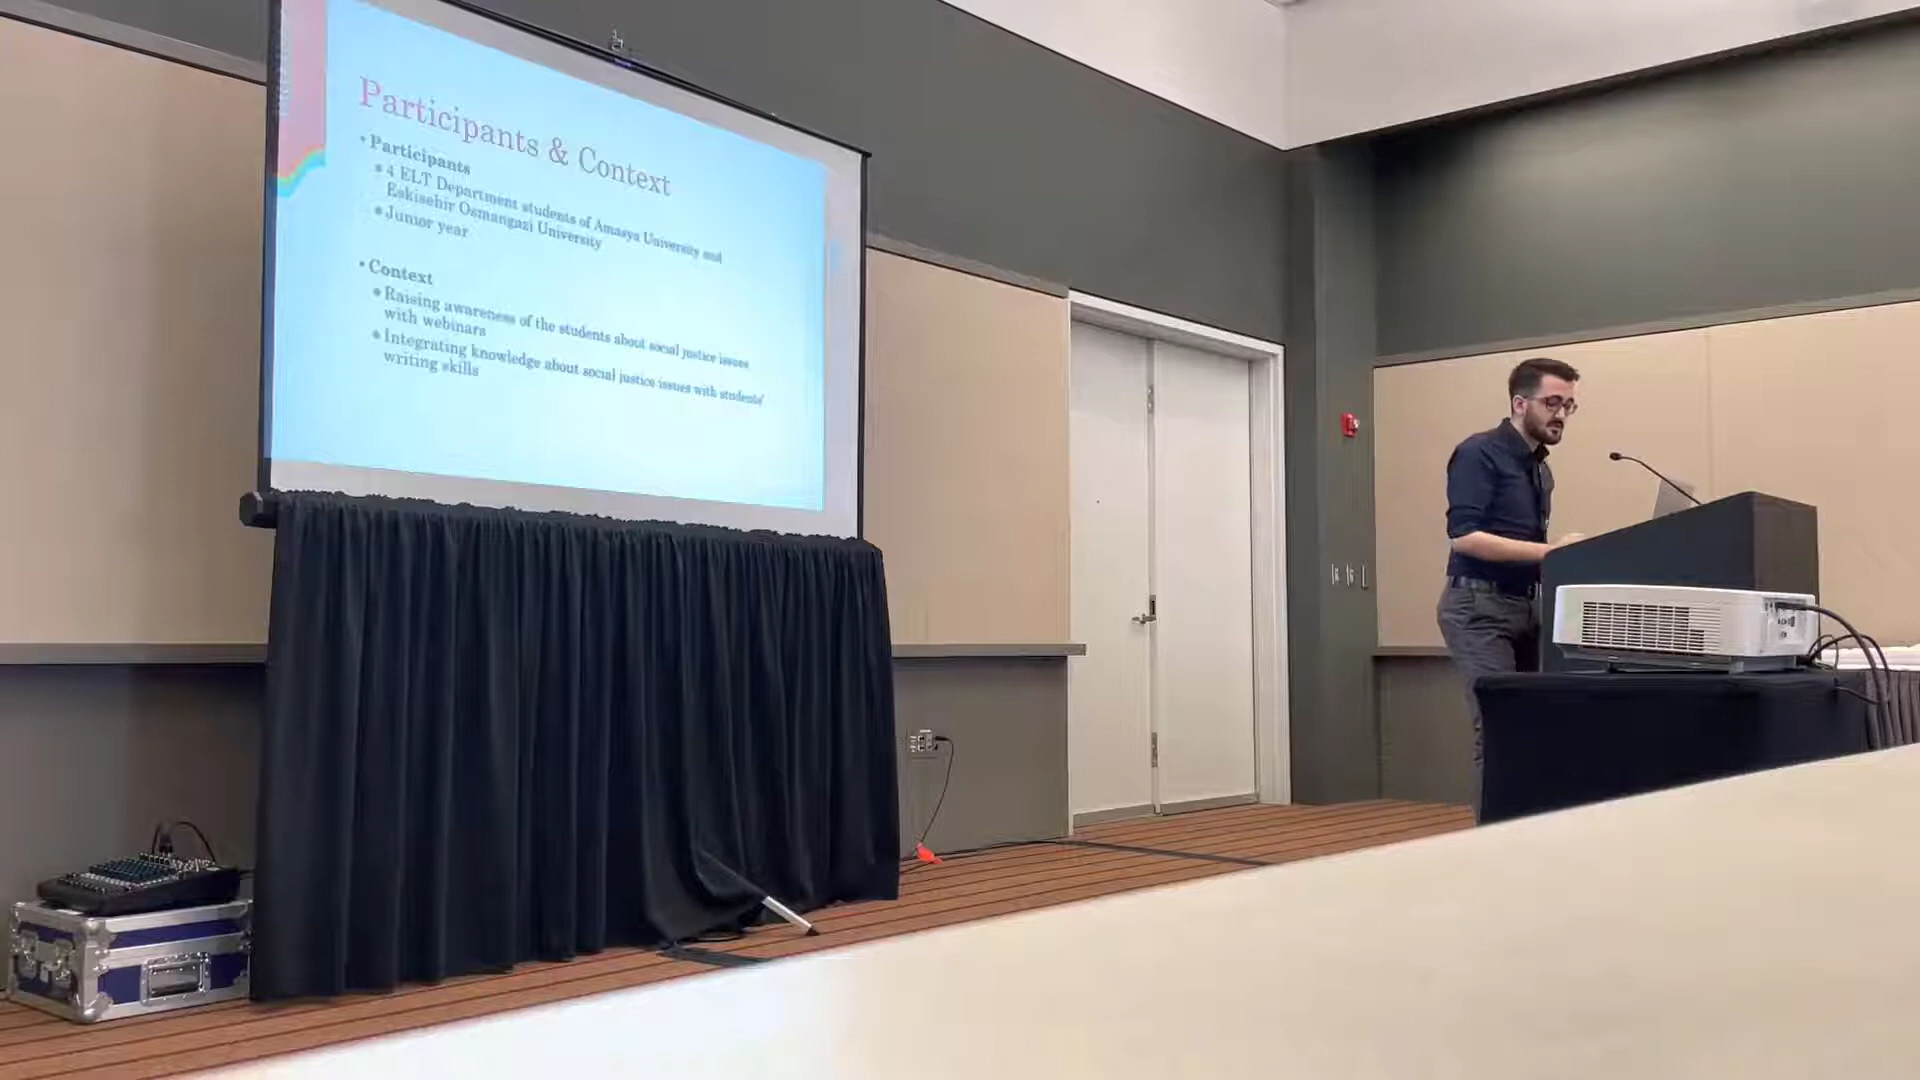 Participants & Context
• Participants
• 4 ELT Department students of Amasya University and
Eskisehir Osmangazi University
• Junior year
• Context
• Raising awareness of the students about social justice issues
with webinars
• Integrating knowledge about social justice issues with students'
writing skills